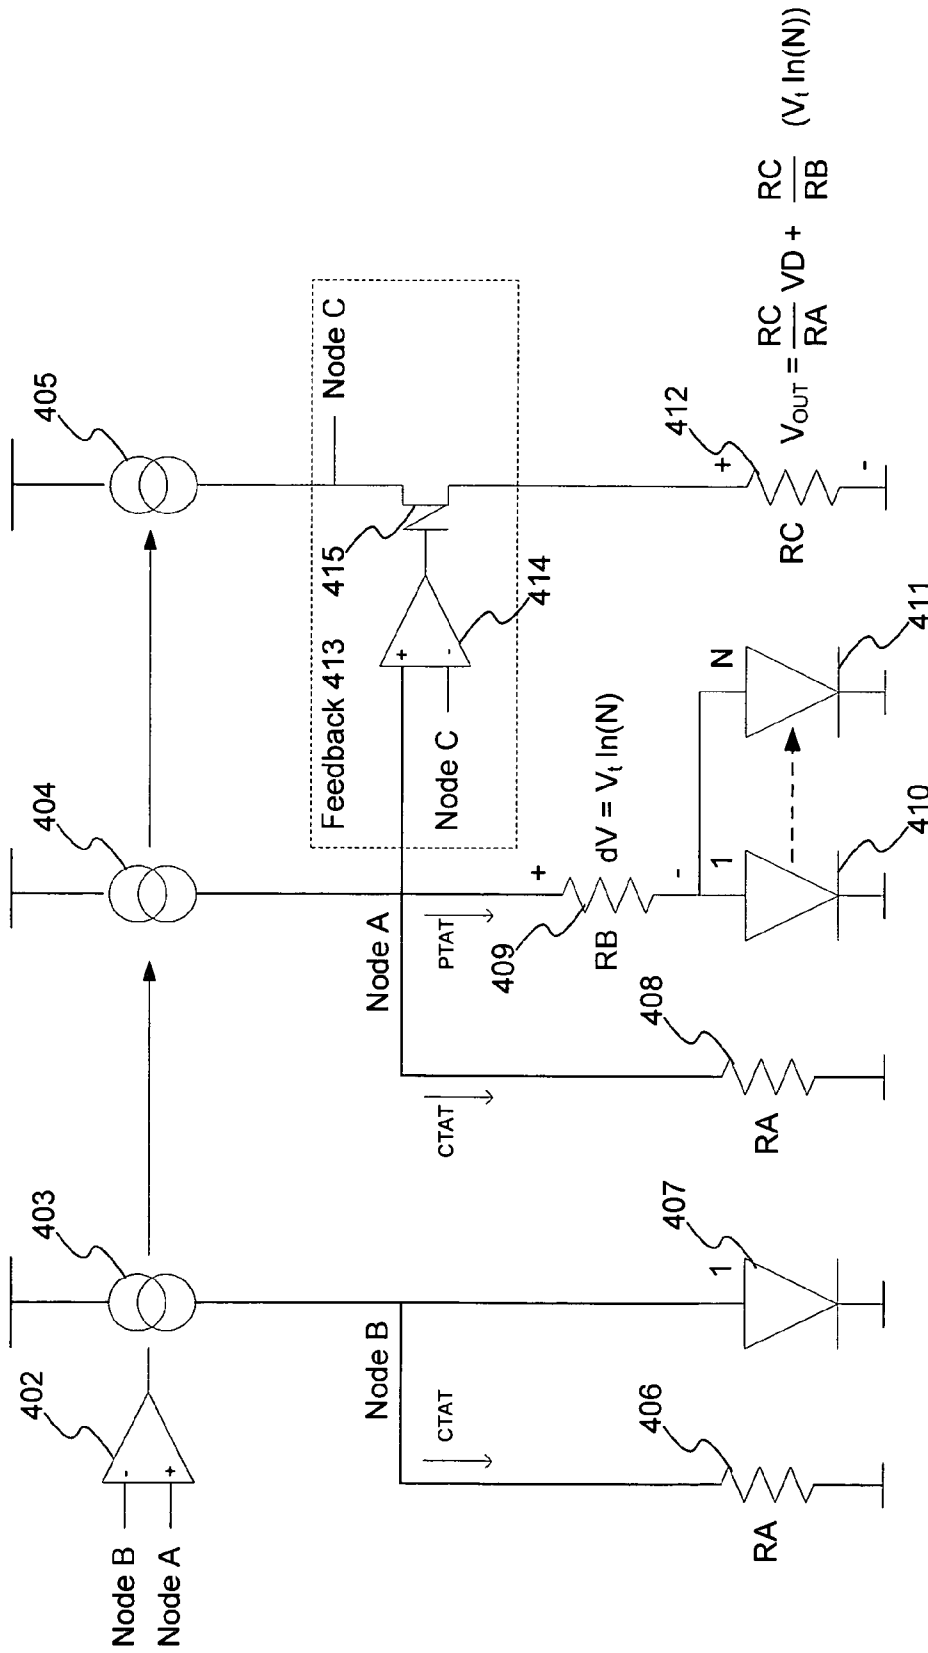 402
403
404
405
Node B
Node A
-
+
Node B
Node A
Feedback 413
415
Node C
+
-
414
Node C
CTAT
CTAT
PTAT
406
RA
1
407
408
RA
409
RB
+
-
dV = Vt ln(N)
1
N
410
411
412
+
-
RC
VOUT = RC/RA VD + RC/RB (Vt ln(N))